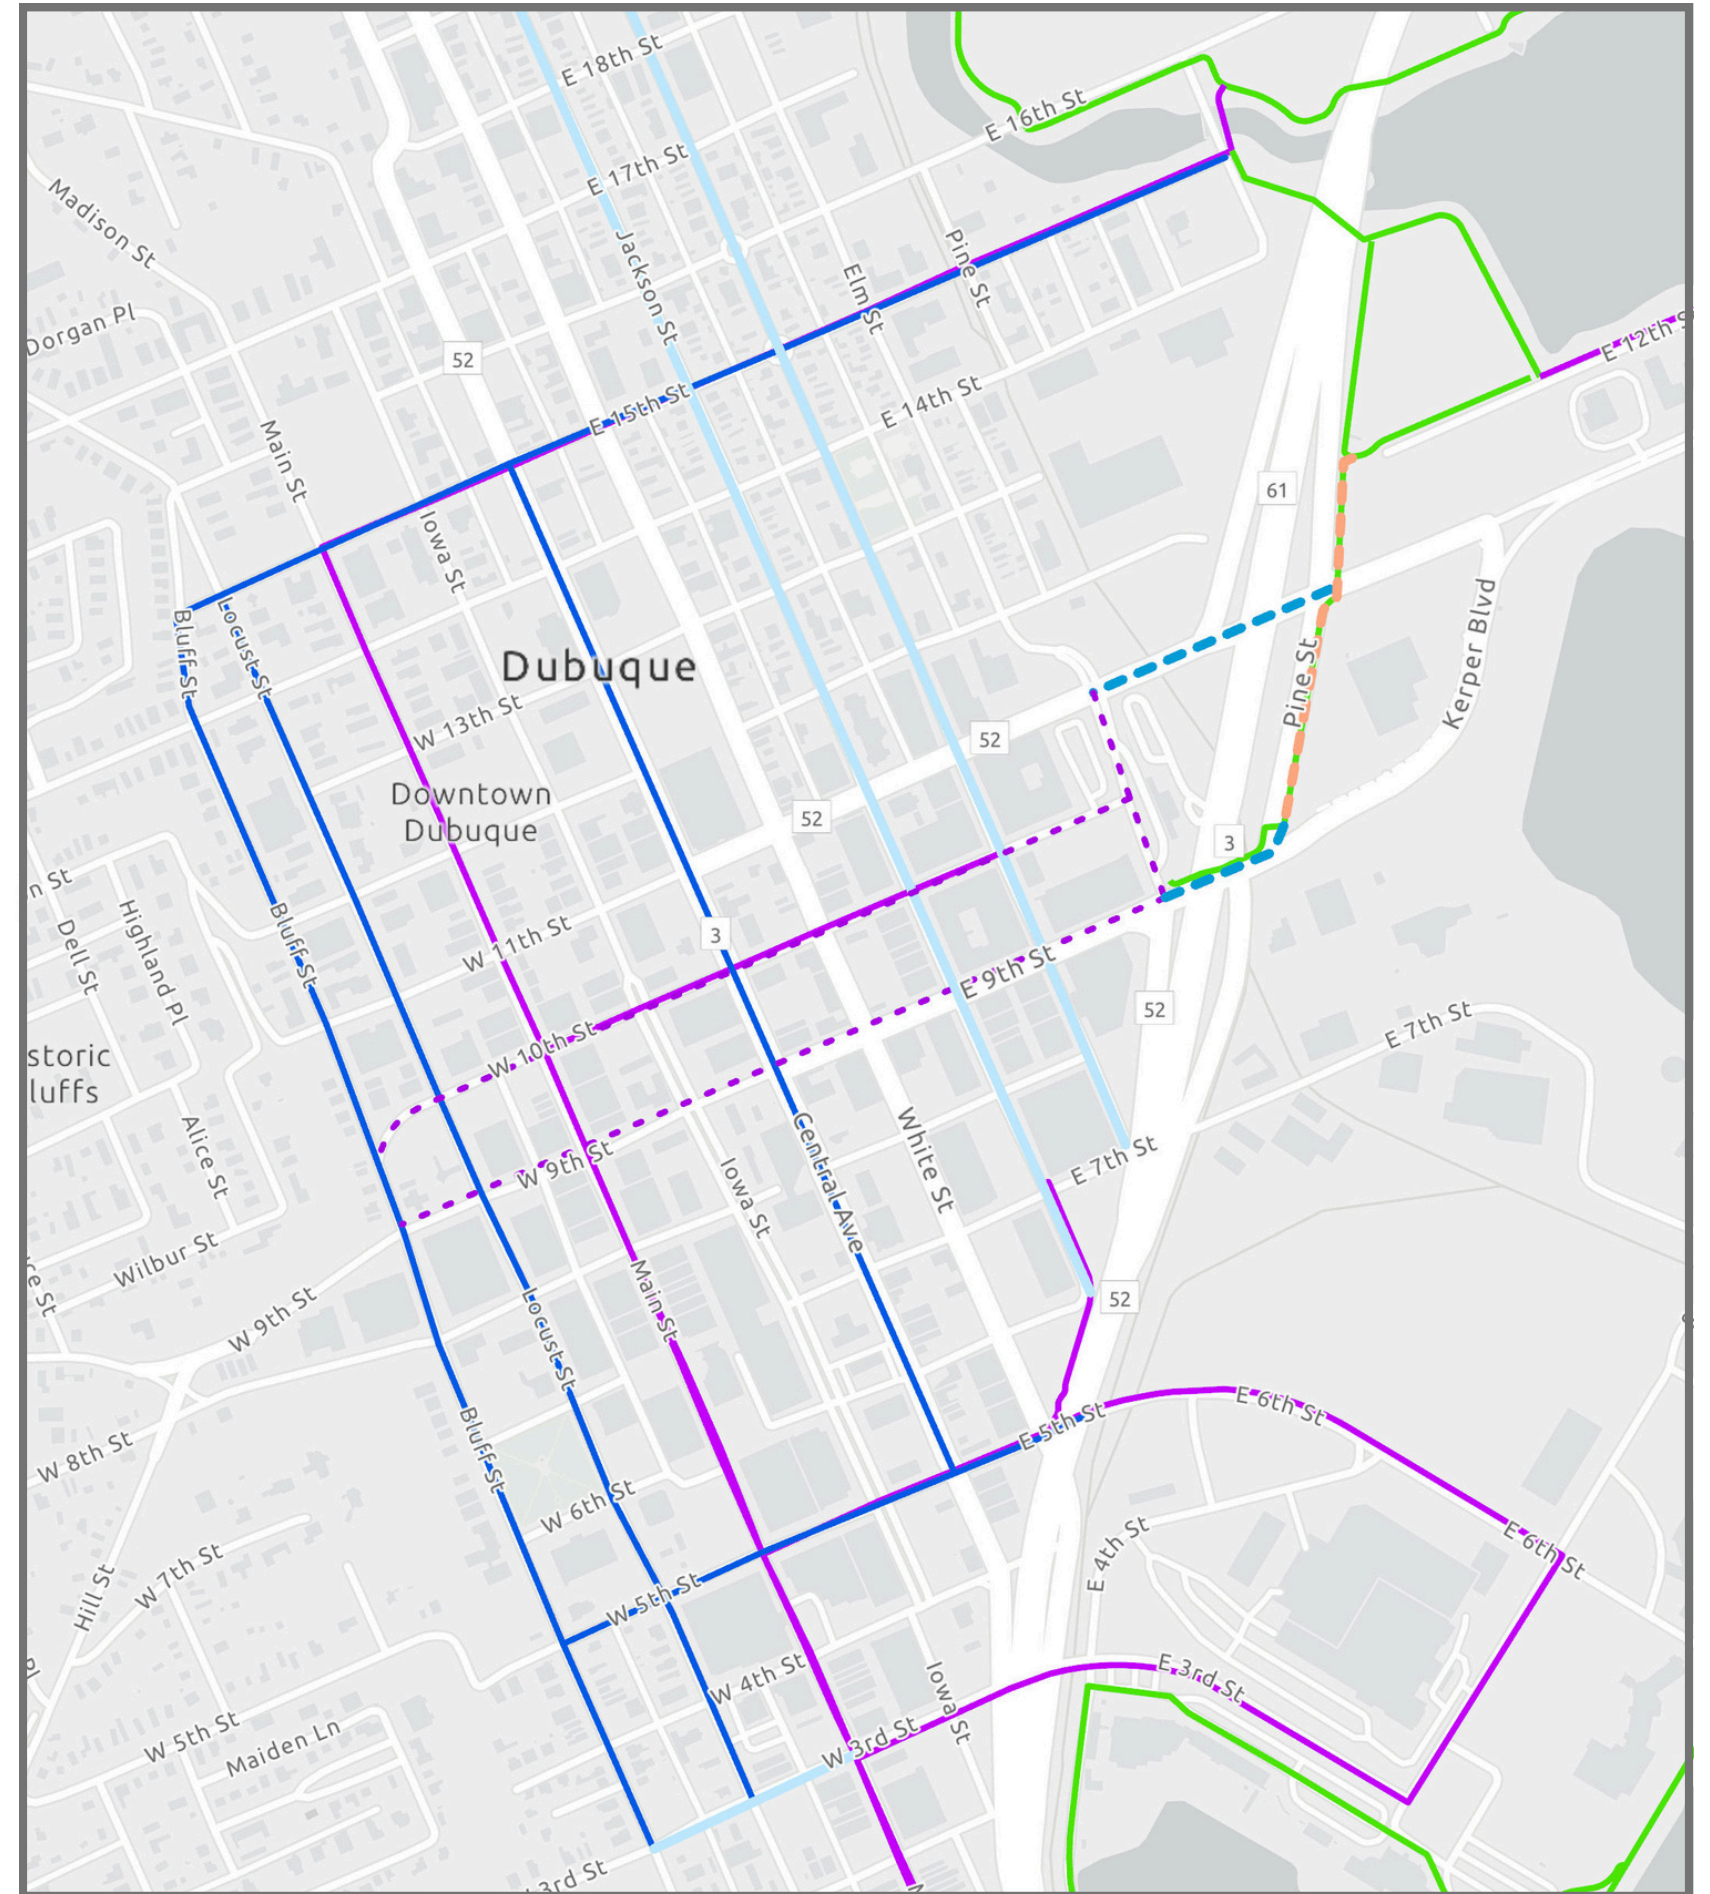 E 18th St
E 16th St
E 17th St
Madison St
Jackson St
Pine St
Elm St
Dorgan Pl
E 12th S
52
E 14th St
E 15th St
Main St
61
Iowa St
Bluff St
Locust St
Kerper Blvd
Dubuque
Pine St
W 13th St
52
Downtown
Dubuque
52
3
n St
Highland Pl
Dell St
Bluff St
W 11th St
3
E 9th St
52
E 7th St
storic
luffs
W 10th St
Alice St
Central Ave
White St
E 7th St
W 9th St
Iowa St
Wilbur St
ce St
Main St
52
W 9th St
Locust St
E 6th St
E 5th St
Bluff St
W 8th St
W 6th St
E 4th St
E 6th St
W 7th St
Hill St
W 5th St
E 3rd St
W 4th St
Iowa St
W 5th St
Maiden Ln
W 3rd St
3rd St